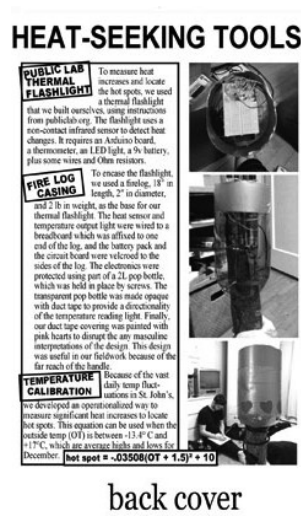 HEAT-SEEKING TOOLS
PUBLIC LAB
THERMAL
FLASHLIGHT
To measure heat
increases and locate
the hot spots, we used
a thermal flashlight
that we built ourselves, using instructions
from publiclab.org. The flashlight uses a
non-contact infrared sensor to detect heat
changes. It requires an Arduino board,
a thermometer, an LED light, a 9v battery,
plus some wires and Ohm resistors.
FIRE LOG
CASING
To encase the flashlight,
we used a firelog, 18" in
length, 2" in diameter,
and 2 lb in weight, as the base for our
thermal flashlight. The heat sensor and
temperature output light were wired to a
breadboard which was affixed to one
end of the log, and the battery pack and
the circuit board were velcroed to the
sides of the log. The electronics were
protected using part of a 2L pop bottle,
which was held in place by screws. The
transparent pop bottle was made opaque
with duct tape to provide a directionality
of the temperature reading light. Finally,
our duct tape covering was painted with
pink hearts to disrupt the any masculine
interpretations of the design. This design
was useful in our fieldwork because of the
far reach of the handle.
TEMPERATURE
CALIBRATION
Because of the vast
daily temp fluct-
uations in St. John's,
we developed an operationalized way to
measure significant heat increases to locate
hot spots. This equation can be used when the
outside temp (OT) is between -13.4° C and
+17°C, which are average highs and lows for
December.
hot spot = -.03508(OT + 1.5)² + 10
back cover